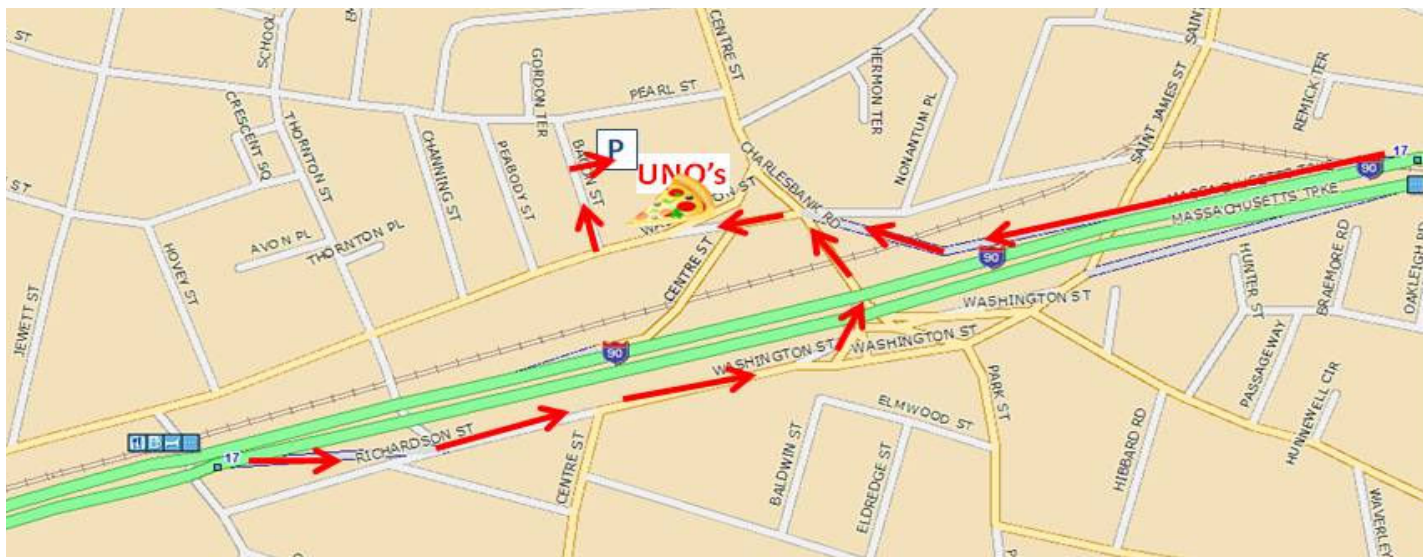 ST
SCHOOL
CENTRE ST
SAINT
GORDON TER
HERMON TER
REMICK TER
PEARL ST
CRESCENT SQ
THORNTON ST
CHANNING ST
PEABODY ST
P
UNO's
CHARLESBANK RD
NONANTUM PL
SAINT JAMES ST
17
90
ST
MASSACHUSETTS TPKE
AVON PL
THORNTON PL
HOVEY ST
JEWETT ST
CENTRE ST
90
HUNTER ST
BRAEMORE RD
OAKLEIGH RD
WASHINGTON ST
WASHINGTON ST
WASHINGTON ST
90
PASSAGEWAY
PARK ST
HUNNEWELL CIR
ELMWOOD ST
HIBBARD RD
BALDWIN ST
ELDREDGE ST
RICHARDSON ST
17
CENTRE ST
WAVERLEY